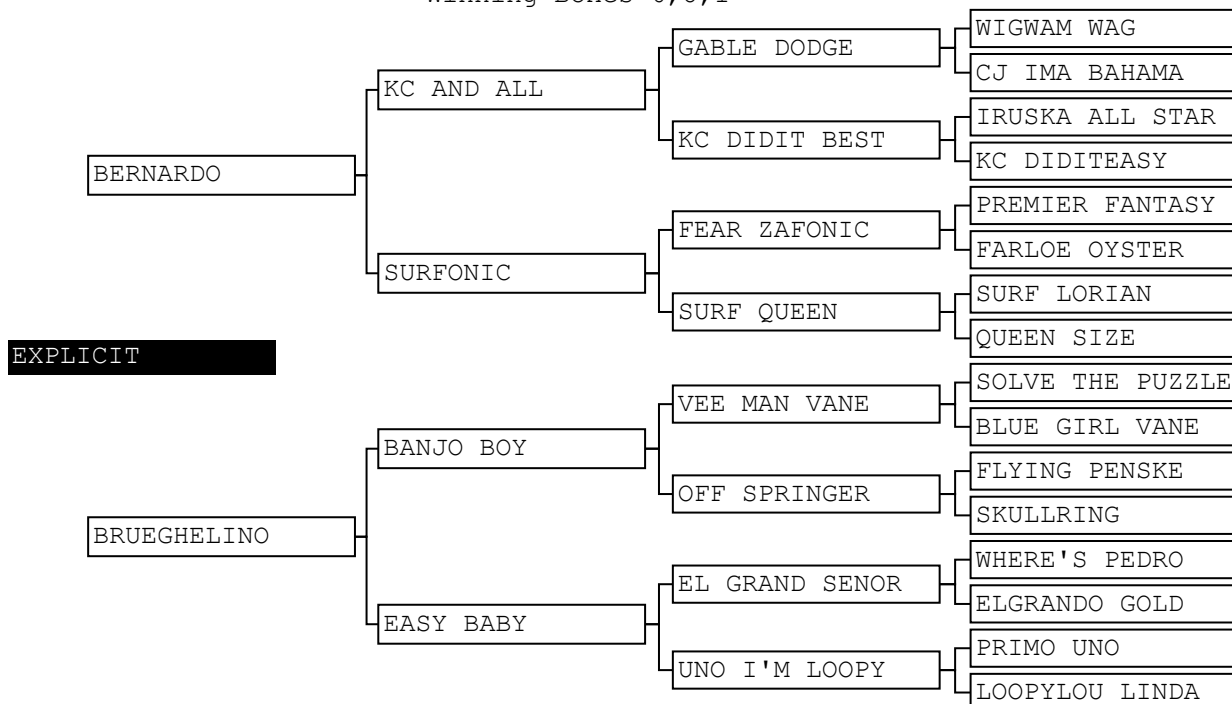 WIGWAM WAG
GABLE DODGE
CJ IMA BAHAMA
KC AND ALL
IRUSKA ALL STAR
KC DIDIT BEST
KC DIDITEASY
BERNARDO
PREMIER FANTASY
FEAR ZAFONIC
FARLOE OYSTER
SURFONIC
SURF LORIAN
SURF QUEEN
QUEEN SIZE
EXPLICIT
SOLVE THE PUZZLE
VEE MAN VANE
BLUE GIRL VANE
BANJO BOY
FLYING PENSKE
OFF SPRINGER
SKULLRING
BRUEGHELINO
WHERE'S PEDRO
EL GRAND SENOR
ELGRANDO GOLD
EASY BABY
PRIMO UNO
UNO I'M LOOPY
LOOPYLOU LINDA